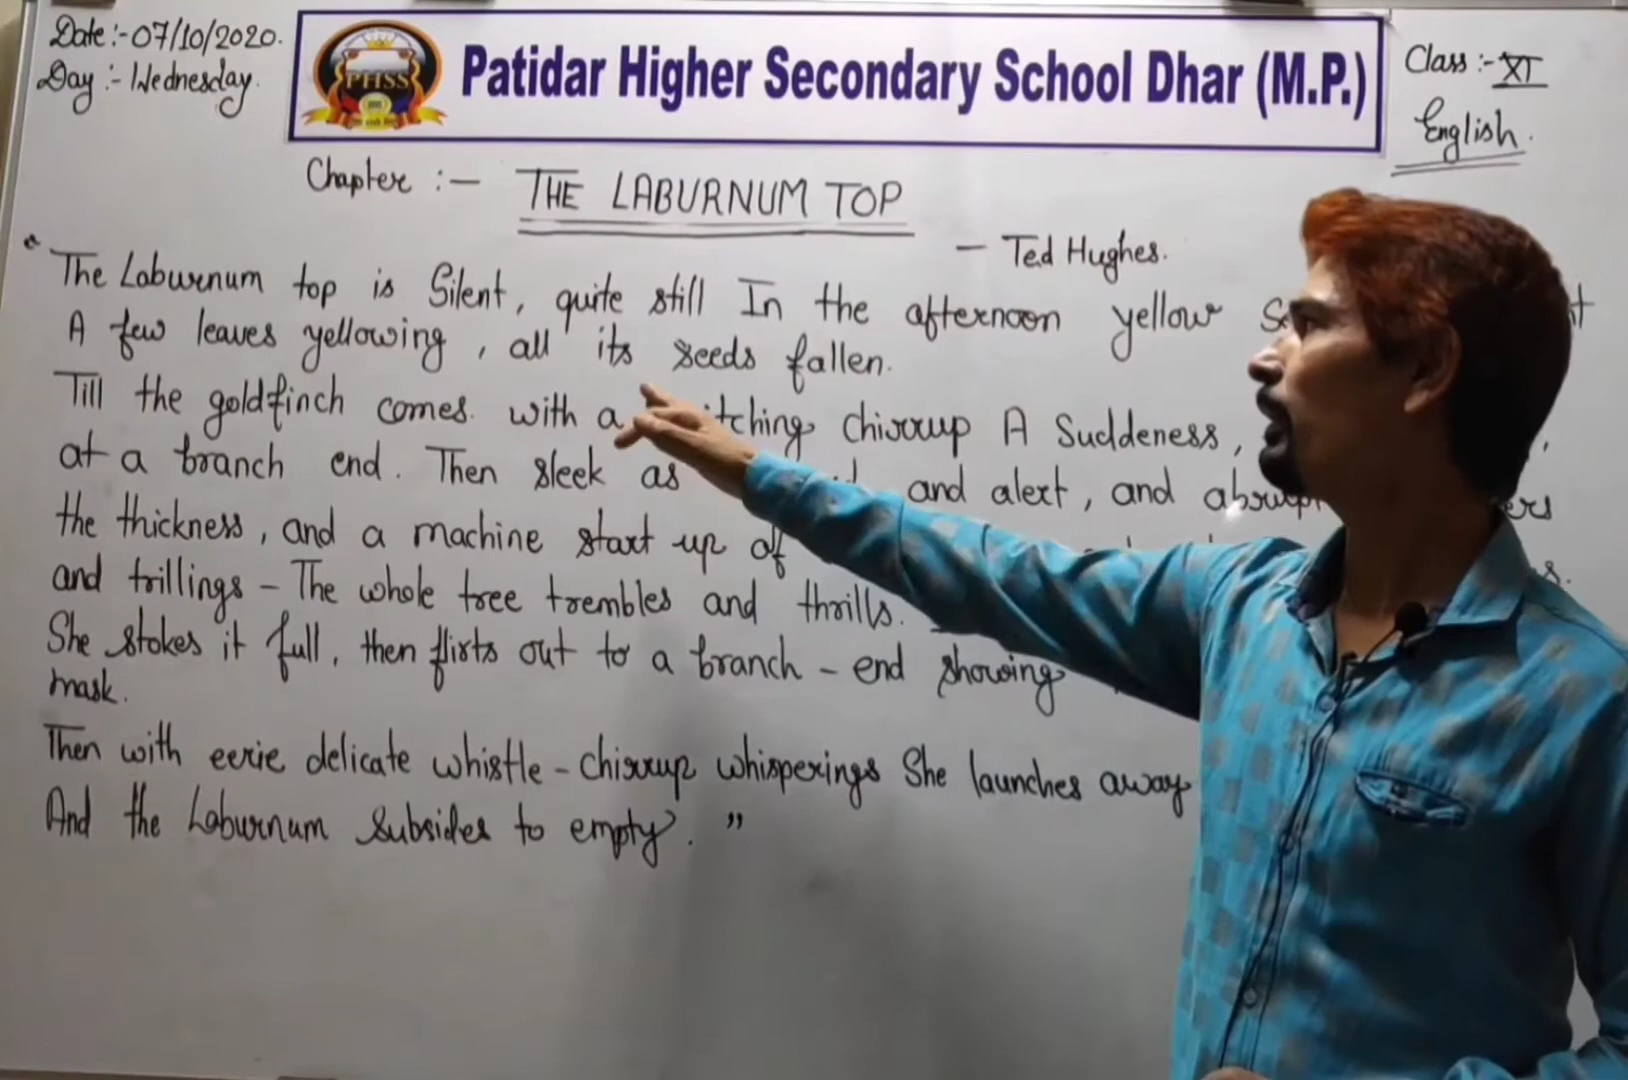 Date:-07/10/2020.
Day:-Wednesday.
PHSS
Patidar Higher Secondary School Dhar (M.P.)
Class:-XI
English.
Chapter :- THE LABURNUM TOP
- Ted Hughes.
"The Laburnum top is Silent, quite still In the afternoon yellow
A few leaves yellowing, all its seeds fallen.
Till the goldfinch comes. with a chirrup A Suddeness,
at a branch end. Then sleek as and alert, and
the thickness, and a machine start up of
and trillings - The whole tree trembles and thrills.
She stokes it full, then flirts out to a branch - end showing
mask.
Then with eerie delicate whistle - chirrup whisperings She launches away
And the Laburnum Subsides to empty."